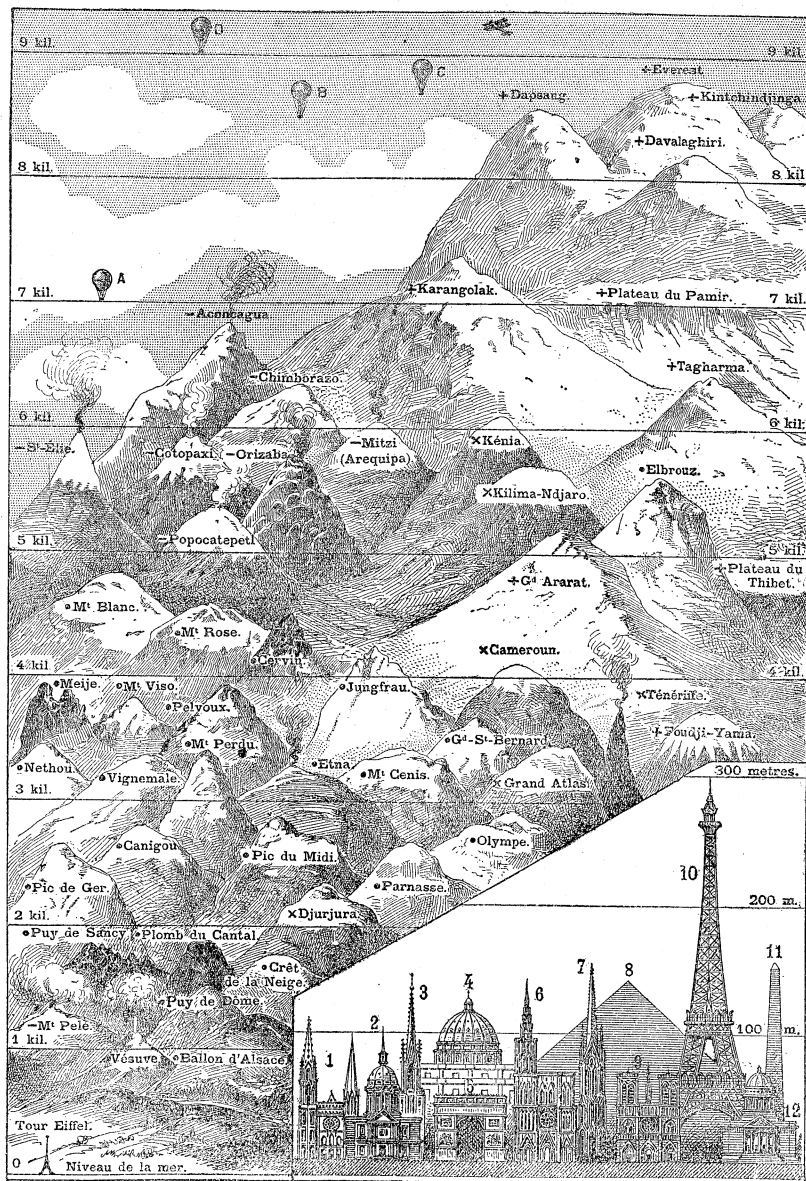 D
9 kil.
9 kil.
C
B
+Everest
+Dapsang.
+Kintchindjinga
+Davalaghiri.
8 kil.
8 kil
A
7 kil.
+Karangolak.
+Plateau du Pamir.
7 kil.
-Aconcagua.
+Tagharma.
-Chimborazo.
6 kil.
6 kil.
-St-Elie.
-Cotopaxi
-Orizaba
-Mitzi
(Arequipa)
×Kénia.
•Elbrouz.
×Kilima-Ndjaro.
5 kil.
-Popocatepetl
5 kil.
+Plateau du
Thibet.
+Gd Ararat.
•Mt Blanc.
•Mt Rose.
×Cameroun.
•Cervin.
4 kil.
4 kil.
•Meije.
•Mt Viso.
•Jungfrau.
×Ténériffe.
•Pelvoux.
•Mt Perdu.
•Gd-St-Bernard
+Foudji-Yama.
•Nethou.
•Vignemale.
•Etna.
•Mt Cenis.
×Grand Atlas
300 metres.
3 kil.
•Canigou
•Pic du Midi.
•Olympe.
•Pic de Ger.
•Parnasse.
10
200 m.
2 kil.
×Djurjura
•Puy de Sancy
•Plomb du Cantal.
•Crêt
de la Neige.
11
7
8
4
3
6
•Puy de Dôme.
-Mt Pelé.
2
100 m.
1 kil.
1
•Vésuve.
•Ballon d'Alsace
9
5
12
Tour Eiffel.
0
Niveau de la mer.